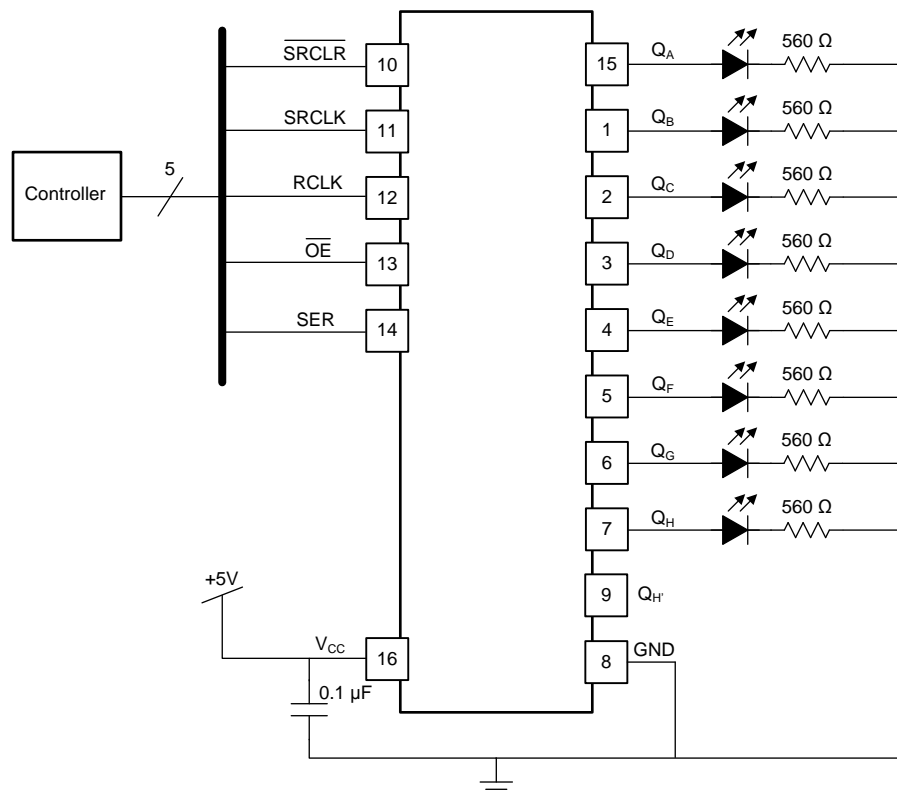 SRCLR
10
SRCLK
11
5
Controller
RCLK
12
OE
13
SER
14
15
QA
560 Ω
1
QB
560 Ω
2
QC
560 Ω
3
QD
560 Ω
4
QE
560 Ω
5
QF
560 Ω
6
QG
560 Ω
7
QH
560 Ω
9
QH'
+5V
VCC
16
8
GND
0.1 µF